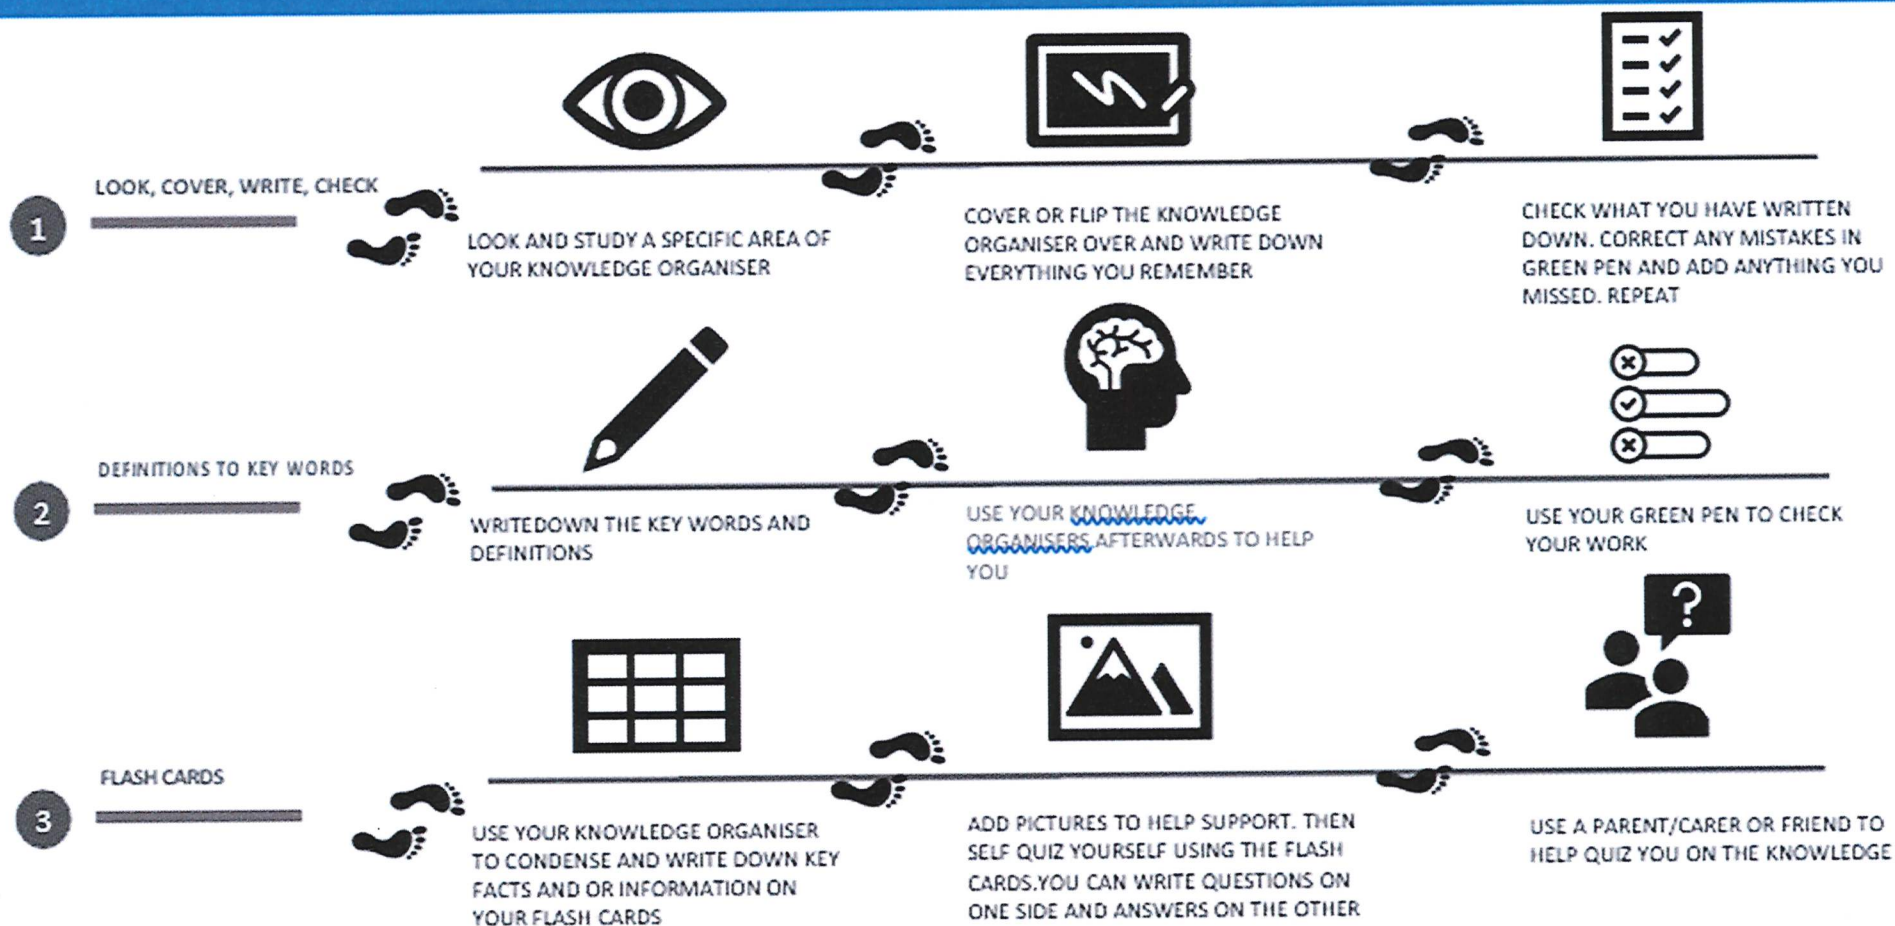 1
LOOK, COVER, WRITE, CHECK
LOOK AND STUDY A SPECIFIC AREA OF
YOUR KNOWLEDGE ORGANISER
COVER OR FLIP THE KNOWLEDGE
ORGANISER OVER AND WRITE DOWN
EVERYTHING YOU REMEMBER
CHECK WHAT YOU HAVE WRITTEN
DOWN. CORRECT ANY MISTAKES IN
GREEN PEN AND ADD ANYTHING YOU
MISSED. REPEAT
2
DEFINITIONS TO KEY WORDS
WRITEDOWN THE KEY WORDS AND
DEFINITIONS
USE YOUR KNOWLEDGE
ORGANISERS AFTERWARDS TO HELP
YOU
USE YOUR GREEN PEN TO CHECK
YOUR WORK
?
3
FLASH CARDS
USE YOUR KNOWLEDGE ORGANISER
TO CONDENSE AND WRITE DOWN KEY
FACTS AND OR INFORMATION ON
YOUR FLASH CARDS
ADD PICTURES TO HELP SUPPORT. THEN
SELF QUIZ YOURSELF USING THE FLASH
CARDS.YOU CAN WRITE QUESTIONS ON
ONE SIDE AND ANSWERS ON THE OTHER
USE A PARENT/CARER OR FRIEND TO
HELP QUIZ YOU ON THE KNOWLEDGE